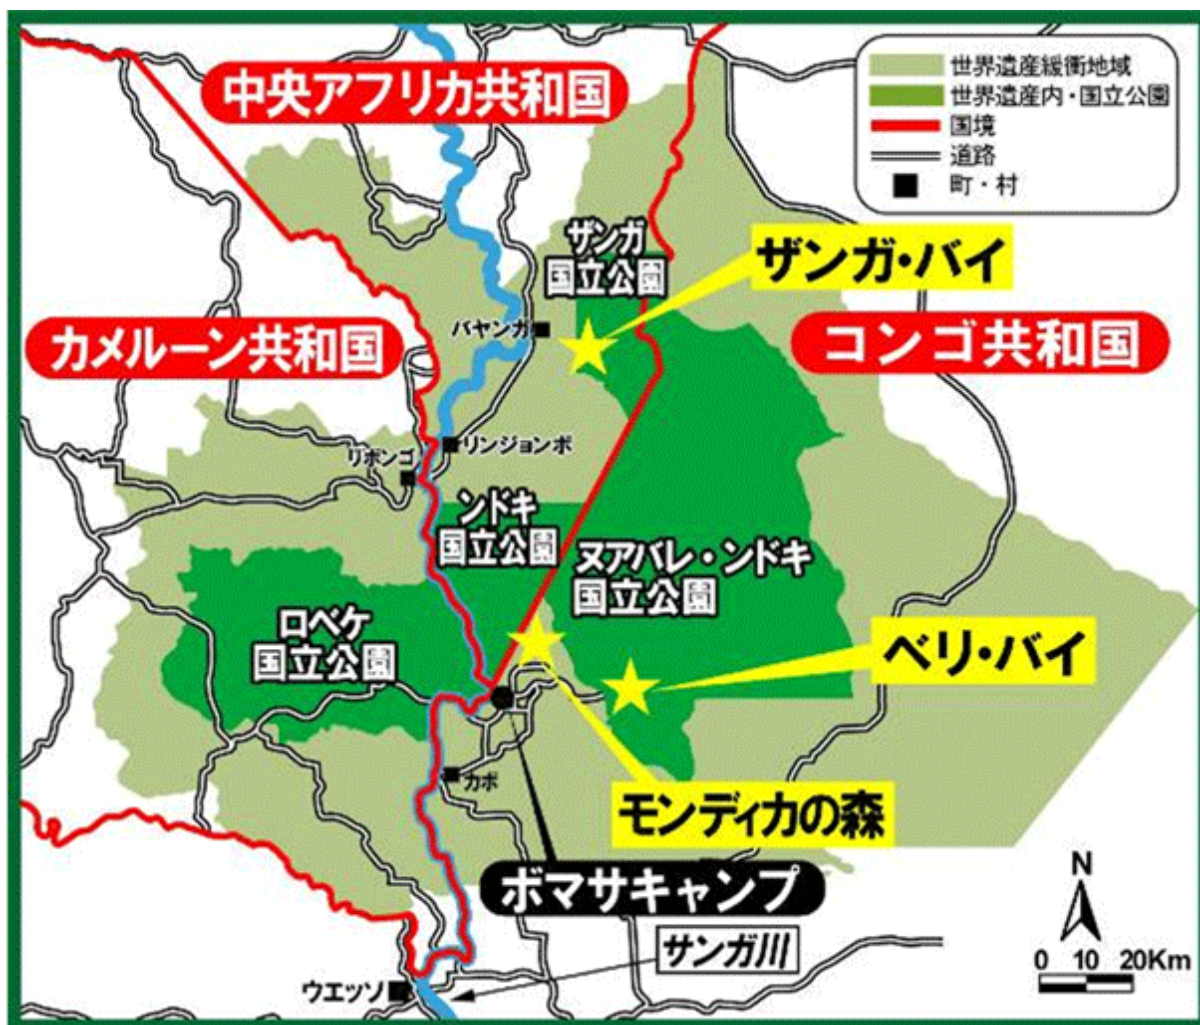 世界遺産緩衝地域
世界遺産内・国立公園
国境
道路
町・村
中央アフリカ共和国
ザンガ
国立公園
ザンガ・バイ
バヤンガ
カメルーン共和国
コンゴ共和国
リンジョンボ
リボンゴ
ンドキ
国立公園
ヌアバレ・ンドキ
国立公園
ロベケ
国立公園
ベリ・バイ
カボ
モンディカの森
ボマサキャンプ
サンガ川
ウエッソ
N
0 10 20Km